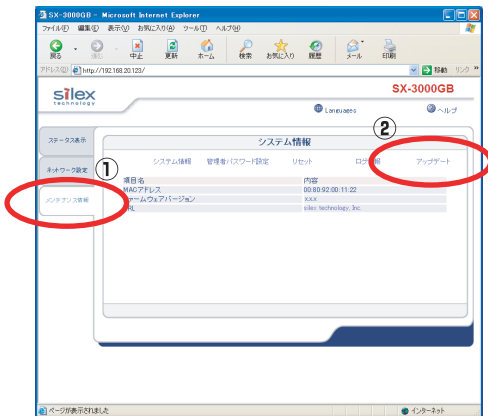 SX-3000GB - Microsoft Internet Explorer
ファイル(F) 編集(E) 表示(V) お気に入り(A) ツール(T) ヘルプ(H)
戻る 進む 中止 更新 ホーム 検索 お気に入り 履歴 メール 印刷
アドレス(D) http://192.168.20.123/ 移動 リンク »
silex
technology
SX-3000GB
Languages ヘルプ
ステータス表示
ネットワーク設定
メンテナンス情報
①
②
システム情報
システム情報 管理者パスワード設定 リセット ログ情報 アップデート
項目名 内容
MACアドレス 00:80:92:00:11:22
ファームウェアバージョン x.x.x
URL silex technology, Inc.
ページが表示されました インターネット